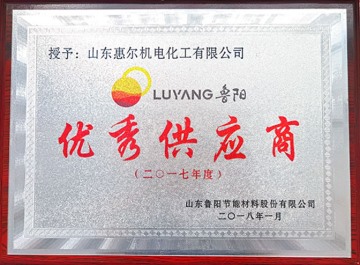 授予：山东惠尔机电化工有限公司
LUYANG 鲁阳
优秀供应商
（二〇一七年度）
山东鲁阳节能材料股份有限公司
二〇一八年一月